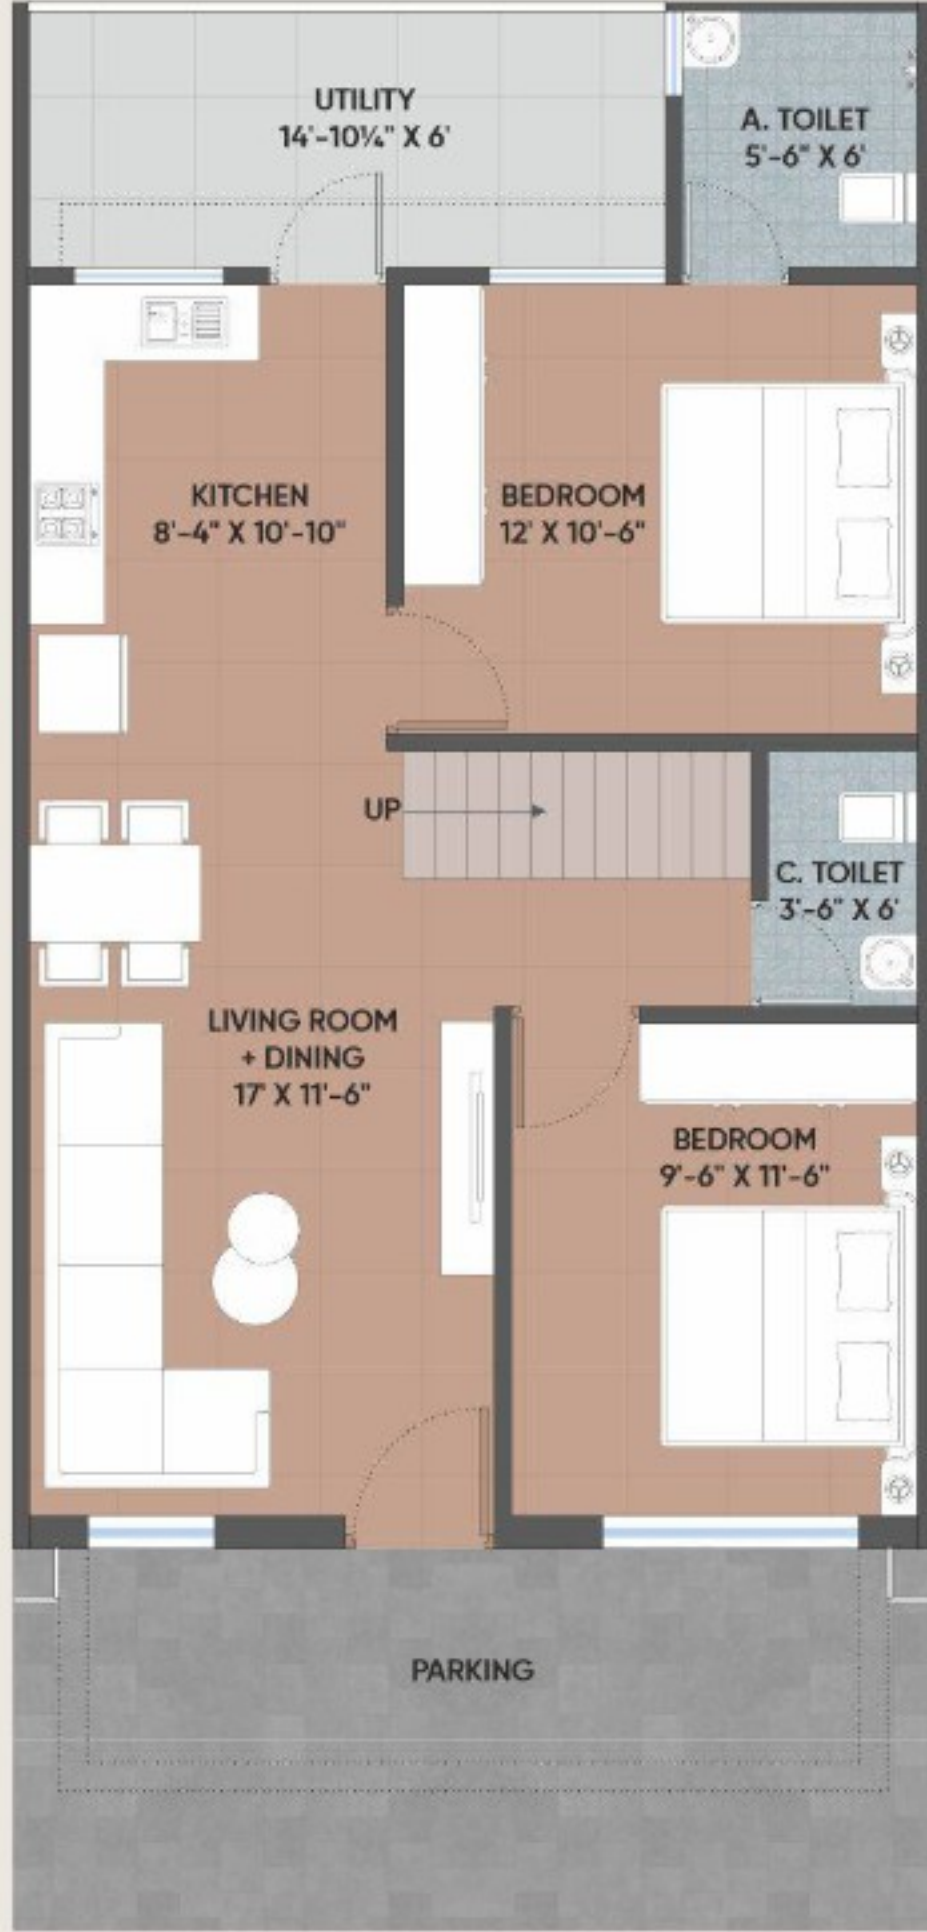 UTILITY
14'-10¼" X 6'
A. TOILET
5'-6" X 6'
KITCHEN
8'-4" X 10'-10"
BEDROOM
12' X 10'-6"
UP
C. TOILET
3'-6" X 6'
LIVING ROOM
+ DINING
17' X 11'-6"
BEDROOM
9'-6" X 11'-6"
PARKING